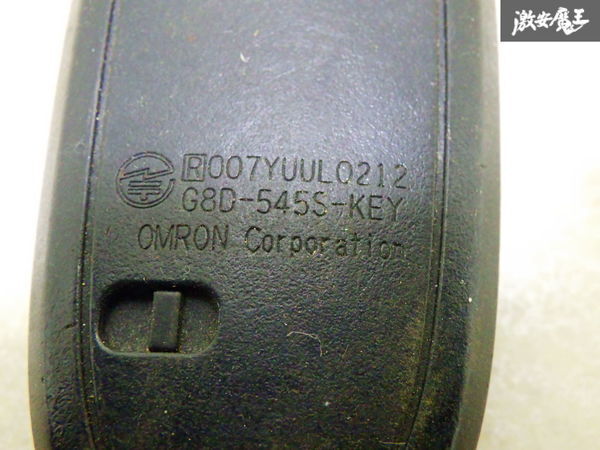 激安魔王
R007YUUL0212
G8D-545S-KEY
OMRON Corporation